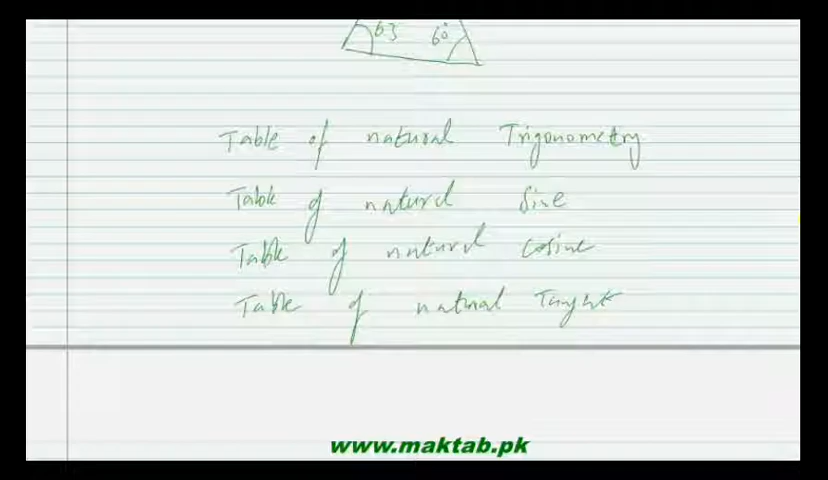 63 60°
Table of natural Trigonometry
Table of natural Sine
Table of natural Cosine
Table of natural Tangent
www.maktab.pk